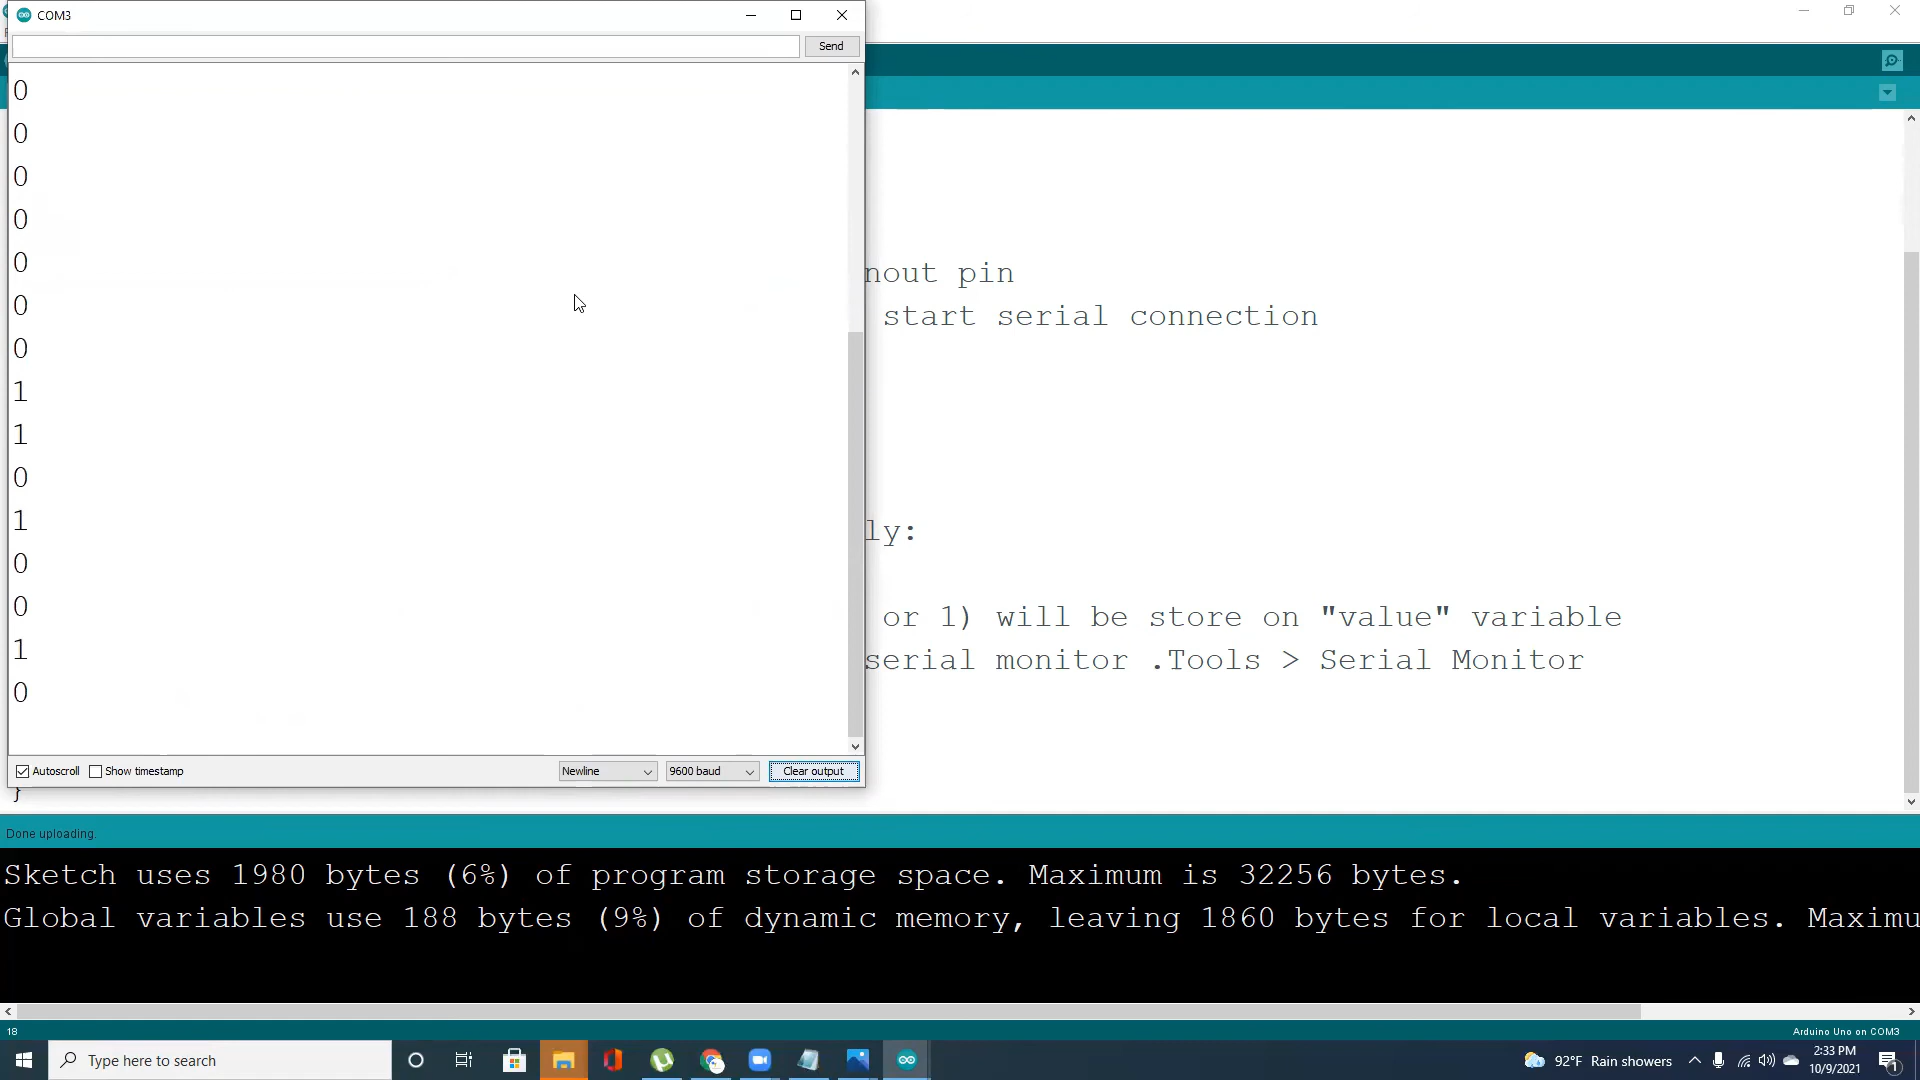 COM3
Send
0
0
0
0
0
nout pin
0
start serial connection
0
1
1
0
1
ly:
0
0
or 1) will be store on "value" variable
1
serial monitor .Tools > Serial Monitor
0
Autoscroll Show timestamp Newline 9600 baud Clear output
}
Done uploading.
Sketch uses 1980 bytes (6%) of program storage space. Maximum is 32256 bytes.
Global variables use 188 bytes (9%) of dynamic memory, leaving 1860 bytes for local variables. Maximu
18
Arduino Uno on COM3
Type here to search
92°F Rain showers
2:33 PM
10/9/2021
1